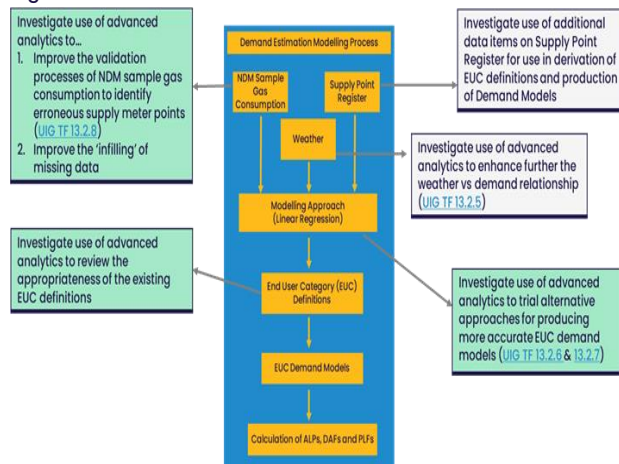 Investigate use of advanced
analytics to...
1. Improve the validation
processes of NDM sample gas
consumption to identify
erroneous supply meter points
(UIG TF 13.2.8)
2. Improve the 'infilling' of
missing data
Demand Estimation Modelling Process
NDM Sample
Gas
Consumption
Supply Point
Register
Weather
Modelling Approach
(Linear Regression)
End User Category (EUC)
Definitions
EUC Demand Models
Calculation of ALPs, DAFs and PLFs
Investigate use of additional
data items on Supply Point
Register for use in derivation of
EUC definitions and production
of Demand Models
Investigate use of advanced
analytics to enhance further the
weather vs demand relationship
(UIG TF 13.2.5)
Investigate use of advanced
analytics to review the
appropriateness of the existing
EUC definitions
Investigate use of advanced
analytics to trial alternative
approaches for producing
more accurate EUC demand
models (UIG TF 13.2.6 & 13.2.7)